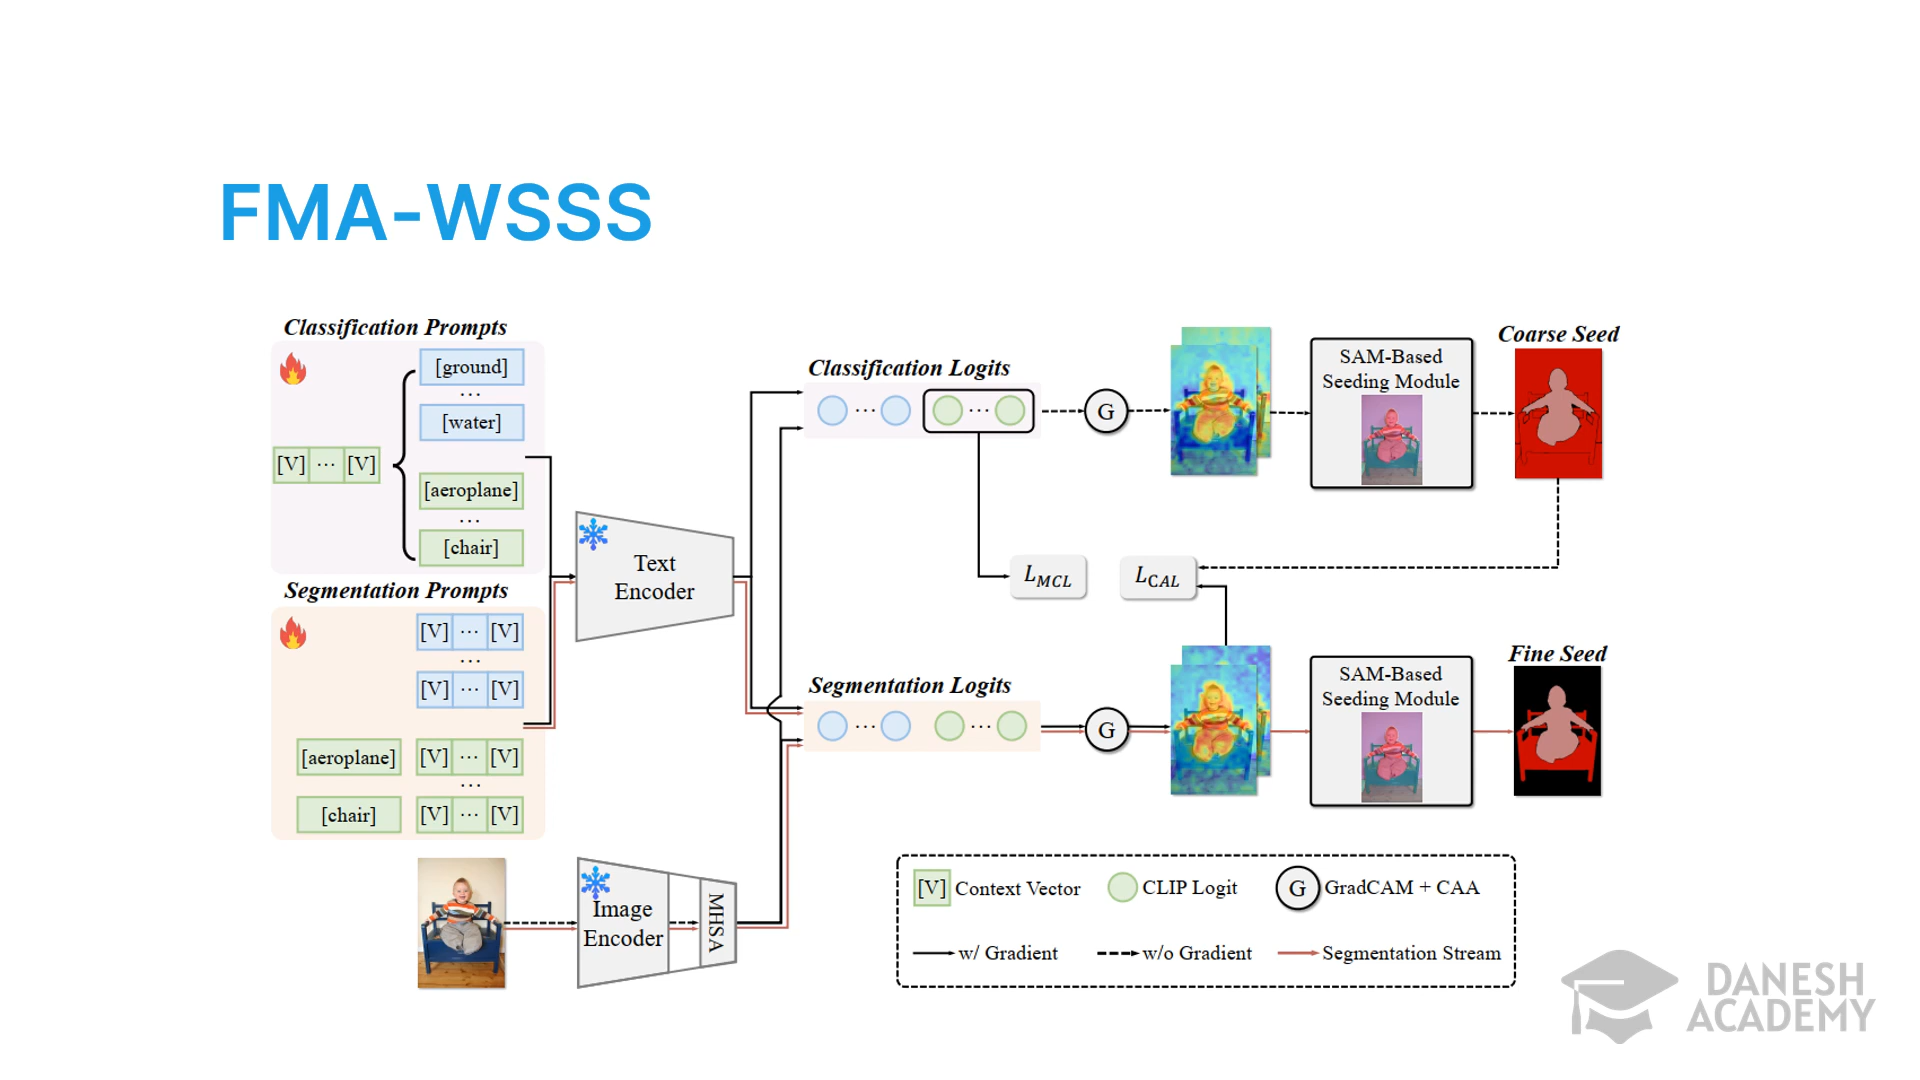 FMA-WSSS
Classification Prompts
[ground]
...
[water]
[V] ... [V]
[aeroplane]
...
[chair]
Segmentation Prompts
[V] ... [V]
...
[V] ... [V]
[aeroplane] [V] ... [V]
...
[chair] [V] ... [V]
Text
Encoder
Image
Encoder
MHSA
Classification Logits
...
...
G
SAM-Based
Seeding Module
Coarse Seed
L_MCL
L_CAL
Segmentation Logits
...
...
G
SAM-Based
Seeding Module
Fine Seed
[V] Context Vector
CLIP Logit
G GradCAM + CAA
w/ Gradient
w/o Gradient
Segmentation Stream
DANESH
ACADEMY